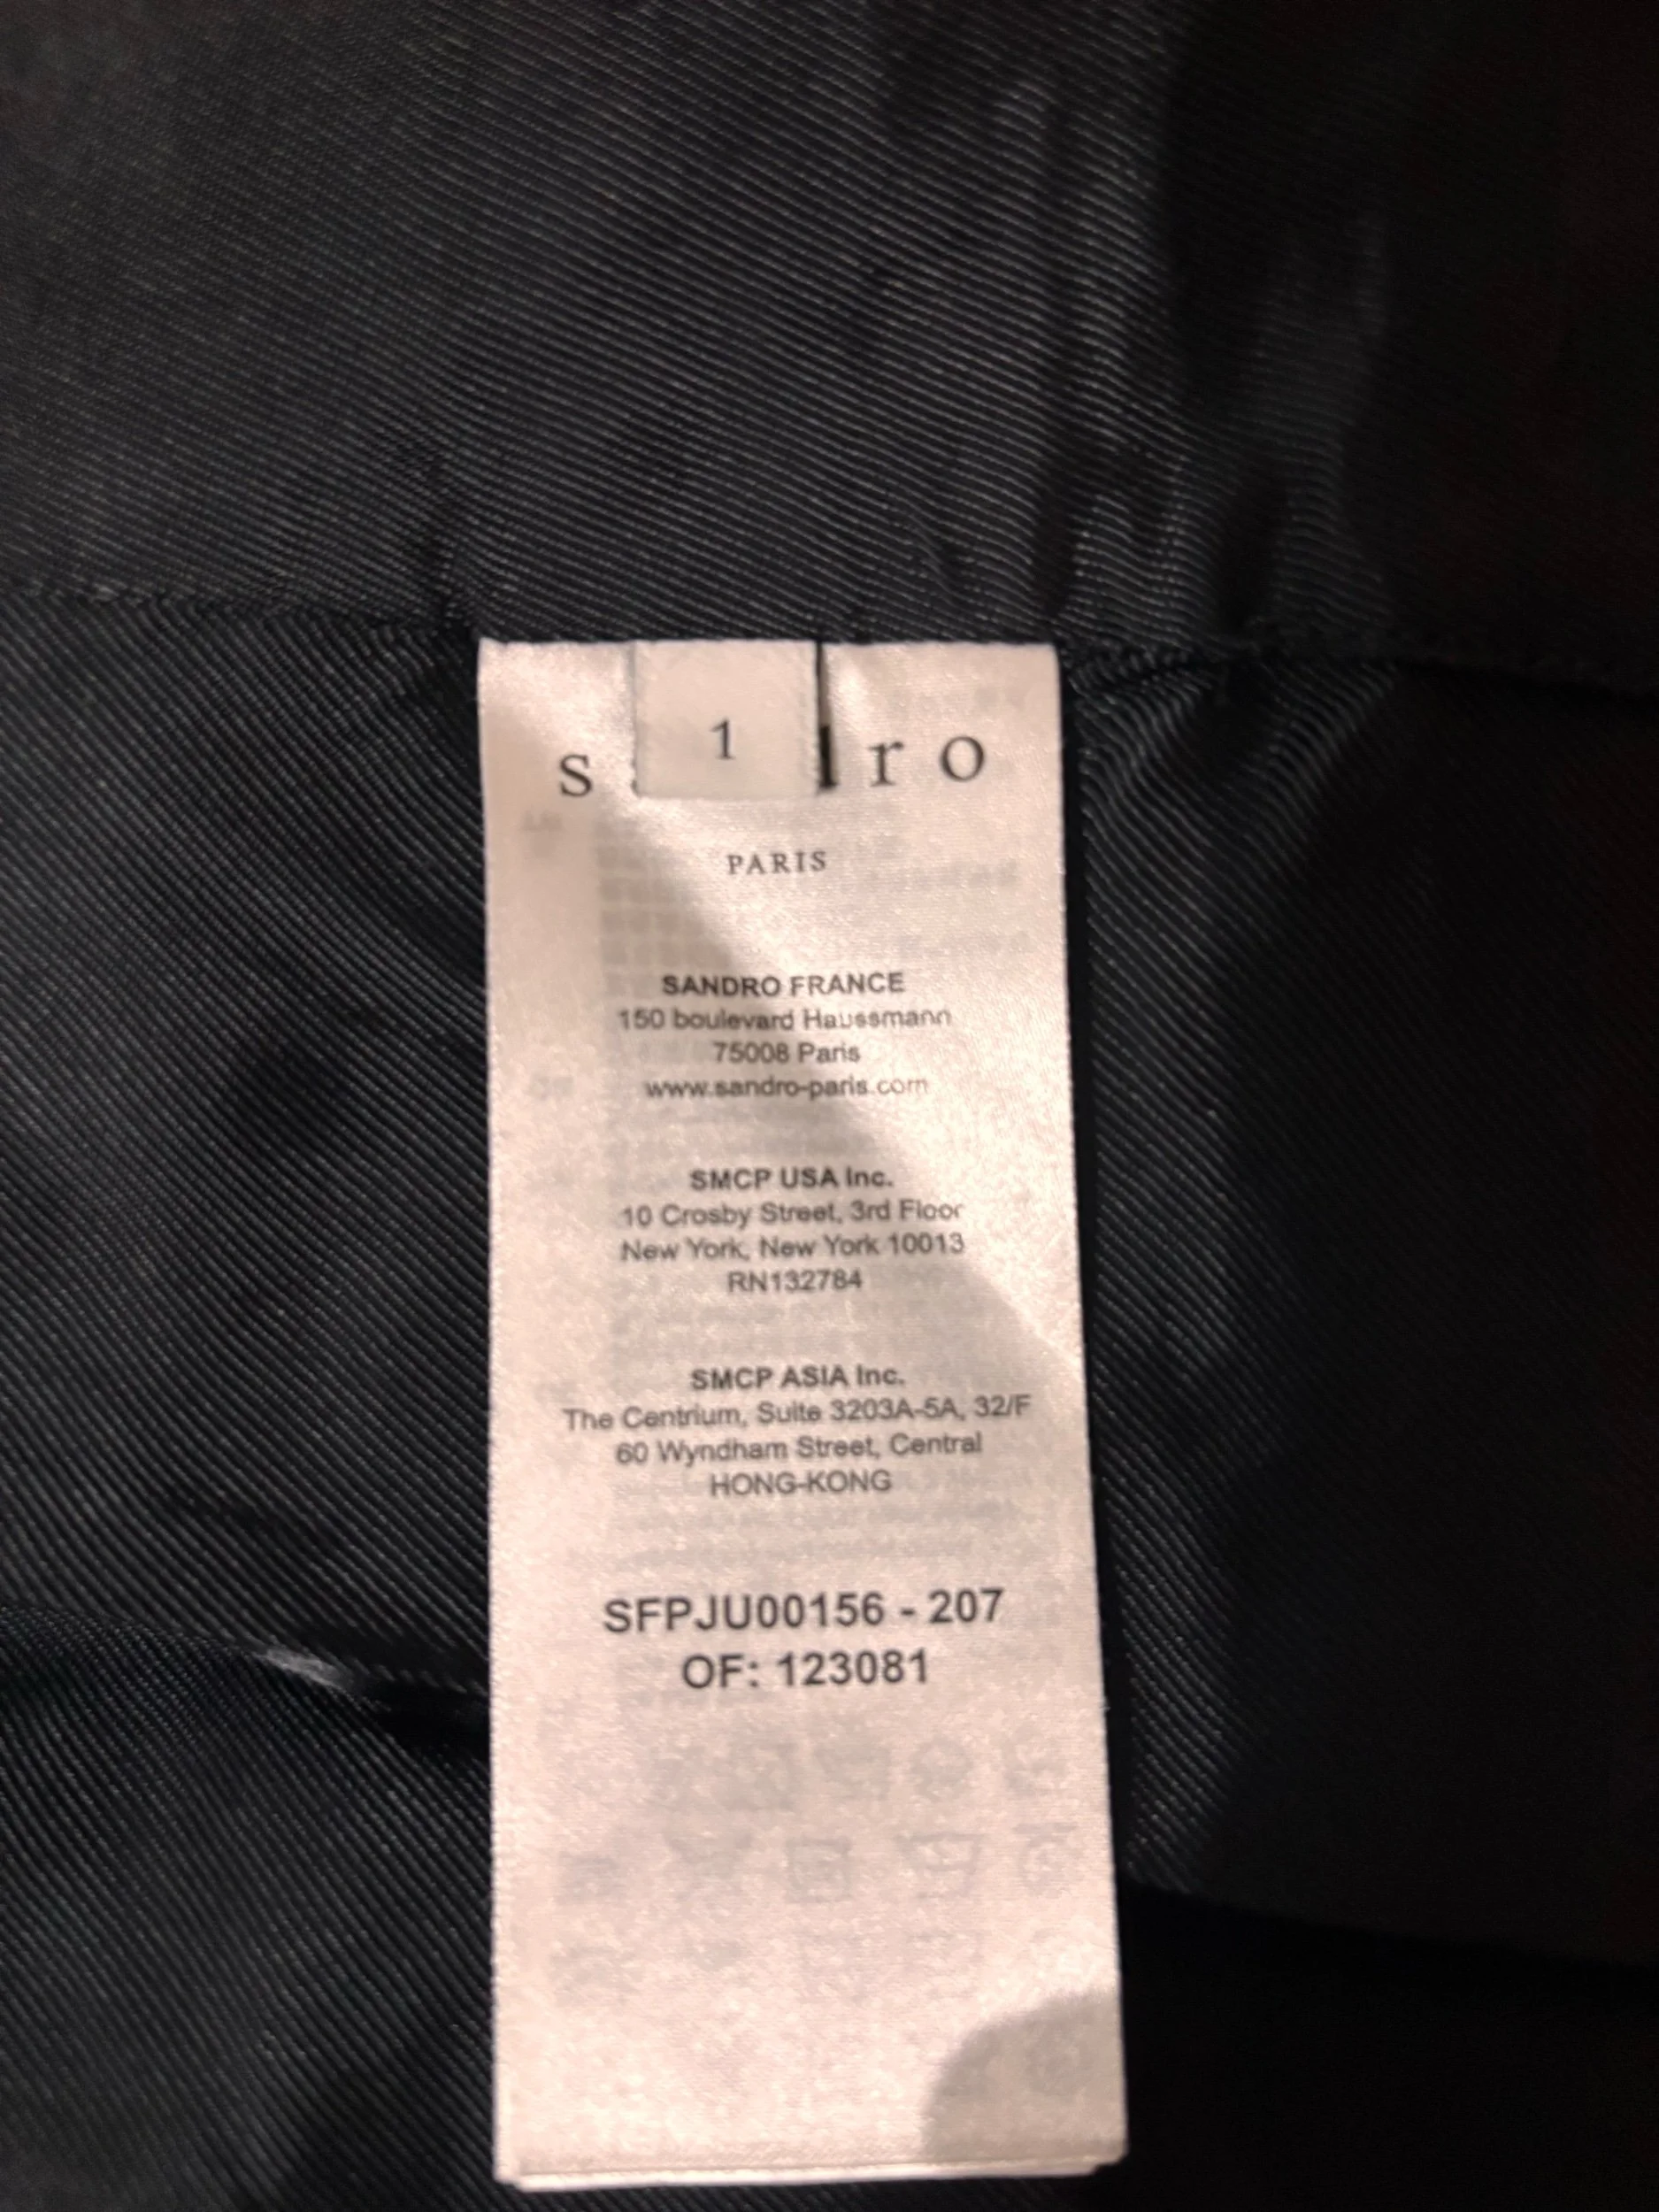 1
s ro
PARIS
SANDRO FRANCE
150 boulevard Haussmann
75008 Paris
www.sandro-paris.com
SMCP USA Inc.
10 Crosby Street, 3rd Floor
New York, New York 10013
RN132784
SMCP ASIA Inc.
The Centrium, Suite 3203A-5A, 32/F
60 Wyndham Street, Central
HONG-KONG
SFPJU00156 - 207
OF: 123081